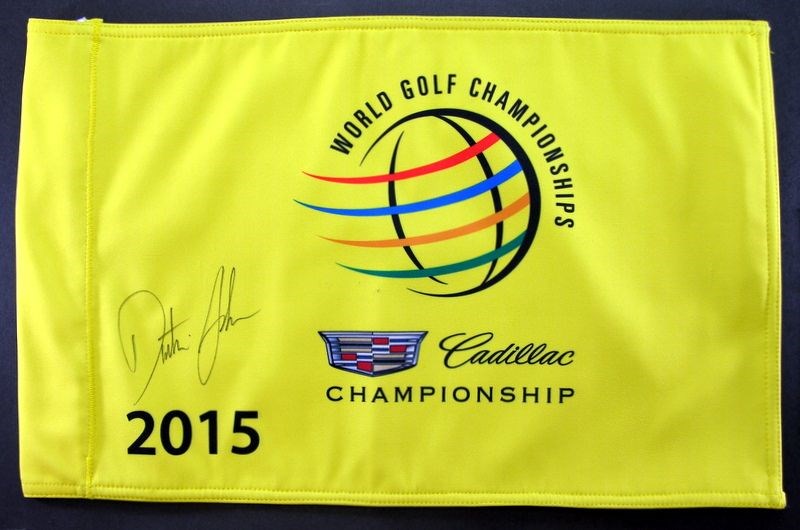 WORLD GOLF CHAMPIONSHIPS
Cadillac
CHAMPIONSHIP
2015